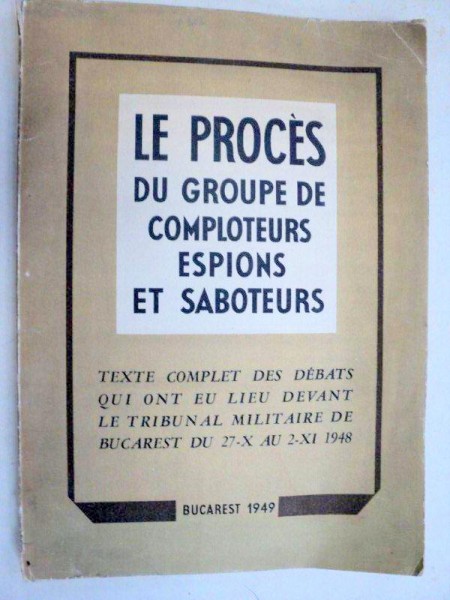 LE PROCÈS
DU GROUPE DE
COMPLOTEURS
ESPIONS
ET SABOTEURS
TEXTE COMPLET DES DÉBATS
QUI ONT EU LIEU DEVANT
LE TRIBUNAL MILITAIRE DE
BUCAREST DU 27-X AU 2-XI 1948
BUCAREST 1949